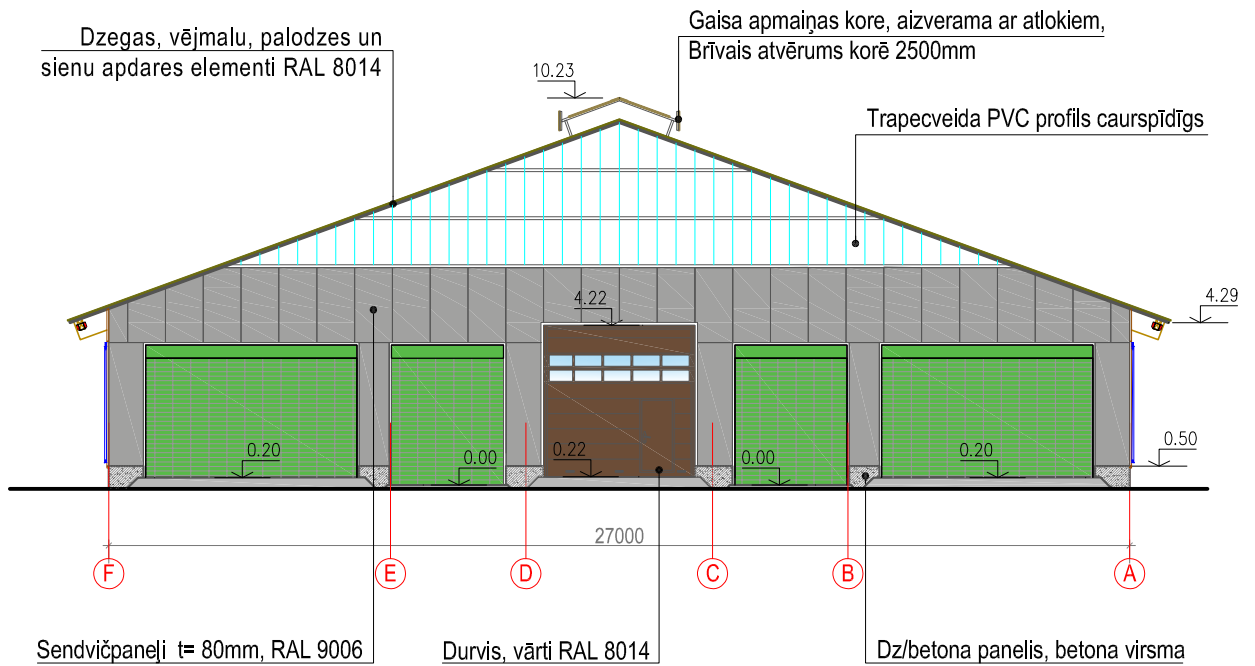 Dzegas, vējmalu, palodzes un
sienu apdares elementi RAL 8014
Gaisa apmaiņas kore, aizverama ar atlokiem,
Brīvais atvērums korē 2500mm
10.23
Trapecveida PVC profils caurspīdīgs
4.22
4.29
0.20
0.00
0.22
0.00
0.20
0.50
27000
F
E
D
C
B
A
Sendvičpaneļi t= 80mm, RAL 9006
Durvis, vārti RAL 8014
Dz/betona panelis, betona virsma